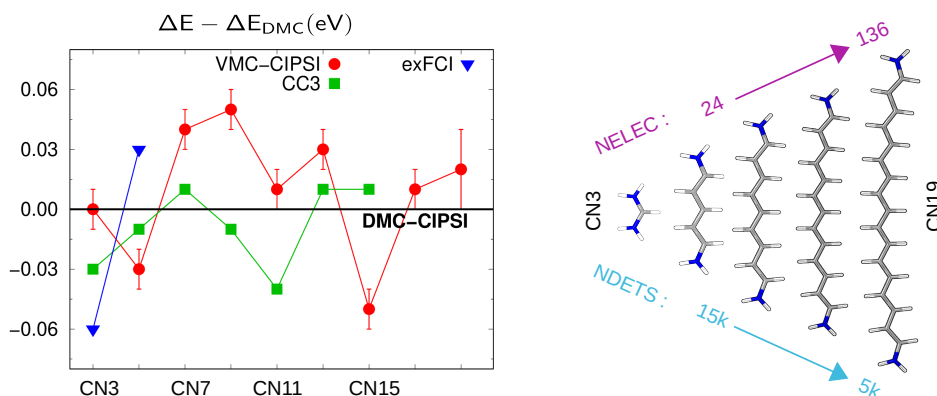 ΔE − ΔE_DMC(eV)
VMC−CIPSI
exFCI
CC3
0.06
0.03
0.00
−0.03
−0.06
DMC−CIPSI
CN3
CN7
CN11
CN15
NELEC :
24
136
CN3
CN19
NDETS :
15k
5k